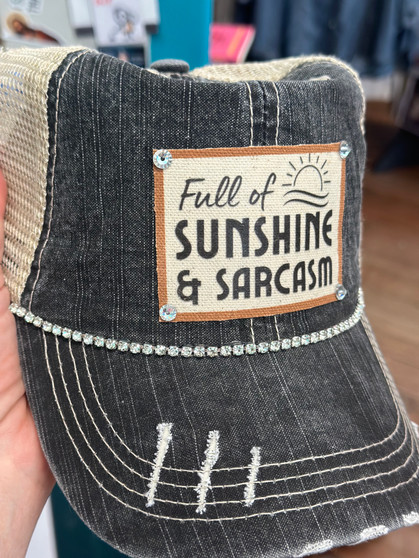 Full of
SUNSHINE
& SARCASM